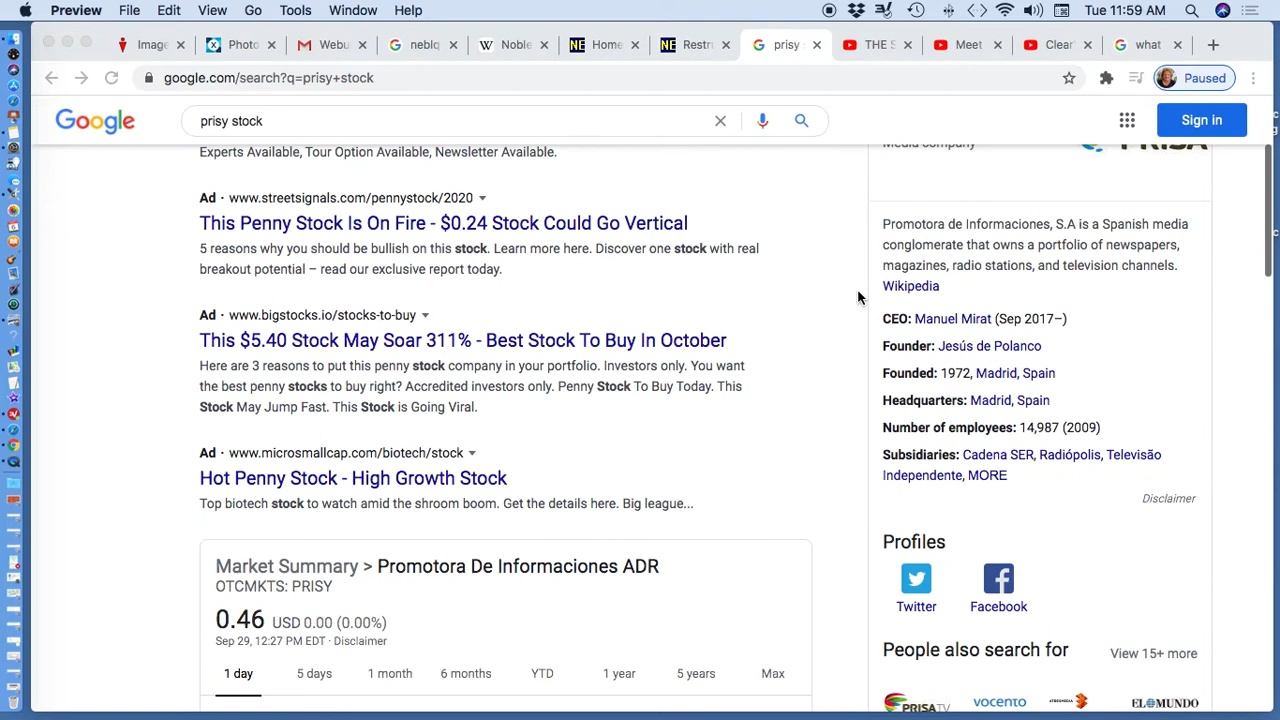 Preview File Edit View Go Tools Window Help Tue 11:59 AM
Image Photo Webu neblq Noble Home Restru prisy THE S Meet Clear what
google.com/search?q=prisy+stock Paused
Google prisy stock Sign in
Experts Available, Tour Option Available, Newsletter Available.
Ad · www.streetsignals.com/pennystock/2020
This Penny Stock Is On Fire - $0.24 Stock Could Go Vertical
5 reasons why you should be bullish on this stock. Learn more here. Discover one stock with real
breakout potential – read our exclusive report today.
Ad · www.bigstocks.io/stocks-to-buy
This $5.40 Stock May Soar 311% - Best Stock To Buy In October
Here are 3 reasons to put this penny stock company in your portfolio. Investors only. You want
the best penny stocks to buy right? Accredited investors only. Penny Stock To Buy Today. This
Stock May Jump Fast. This Stock is Going Viral.
Ad · www.microsmallcap.com/biotech/stock
Hot Penny Stock - High Growth Stock
Top biotech stock to watch amid the shroom boom. Get the details here. Big league...
Market Summary > Promotora De Informaciones ADR
OTCMKTS: PRISY
0.46 USD 0.00 (0.00%)
Sep 29, 12:27 PM EDT · Disclaimer
1 day 5 days 1 month 6 months YTD 1 year 5 years Max
Media company
PRISA
Promotora de Informaciones, S.A is a Spanish media
conglomerate that owns a portfolio of newspapers,
magazines, radio stations, and television channels.
Wikipedia
CEO: Manuel Mirat (Sep 2017–)
Founder: Jesús de Polanco
Founded: 1972, Madrid, Spain
Headquarters: Madrid, Spain
Number of employees: 14,987 (2009)
Subsidiaries: Cadena SER, Radiópolis, Televisão
Independente, MORE
Disclaimer
Profiles
Twitter Facebook
People also search for View 15+ more
PRISATV vocento ATRESMEDIA EL MUNDO